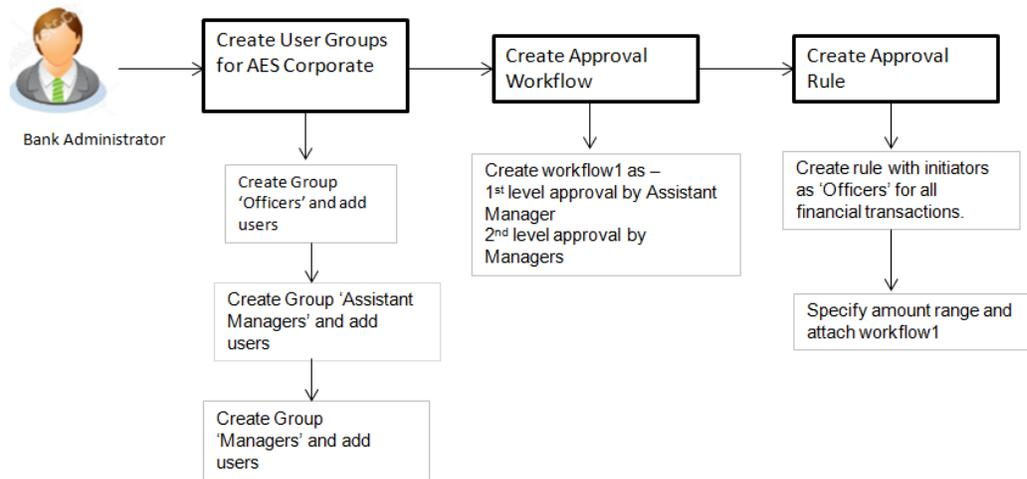 Bank Administrator
Create User Groups
for AES Corporate
Create Group
‘Officers’ and add
users
Create Group ‘Assistant
Managers’ and add
users
Create Group
‘Managers’ and add
users
Create Approval
Workflow
Create workflow1 as –
1st level approval by Assistant
Manager
2nd level approval by
Managers
Create Approval
Rule
Create rule with initiators
as ‘Officers’ for all
financial transactions.
Specify amount range and
attach workflow1